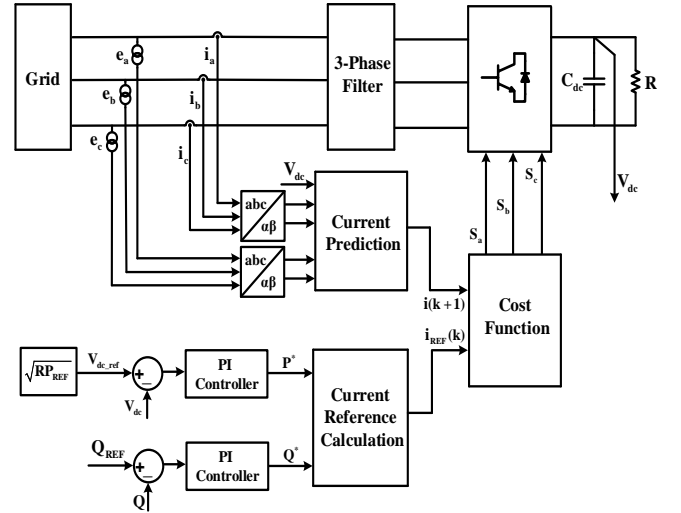 Grid
e_a
e_b
e_c
i_a
i_b
i_c
3-Phase
Filter
C_dc
R
V_dc
V_dc
abc
αβ
abc
αβ
Current
Prediction
S_a
S_b
S_c
i(k+1)
i_REF(k)
Cost
Function
√RP_REF
V_dc_ref
+
−
V_dc
PI
Controller
P*
Current
Reference
Calculation
Q_REF
+
−
Q
PI
Controller
Q*